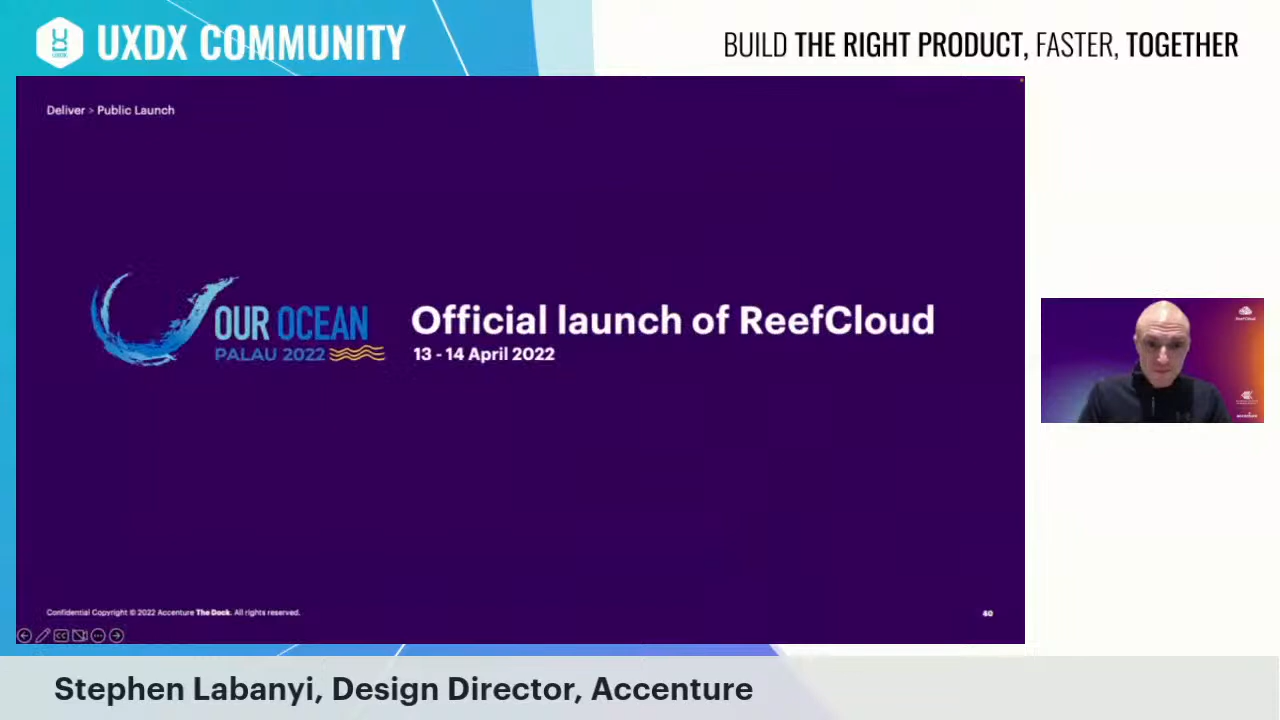 UXDX COMMUNITY
BUILD THE RIGHT PRODUCT, FASTER, TOGETHER
Deliver > Public Launch
OUR OCEAN
PALAU 2022
Official launch of ReefCloud
13 - 14 April 2022
ReefCloud
accenture
Confidential Copyright © 2022 Accenture The Dock. All rights reserved.
40
Stephen Labanyi, Design Director, Accenture